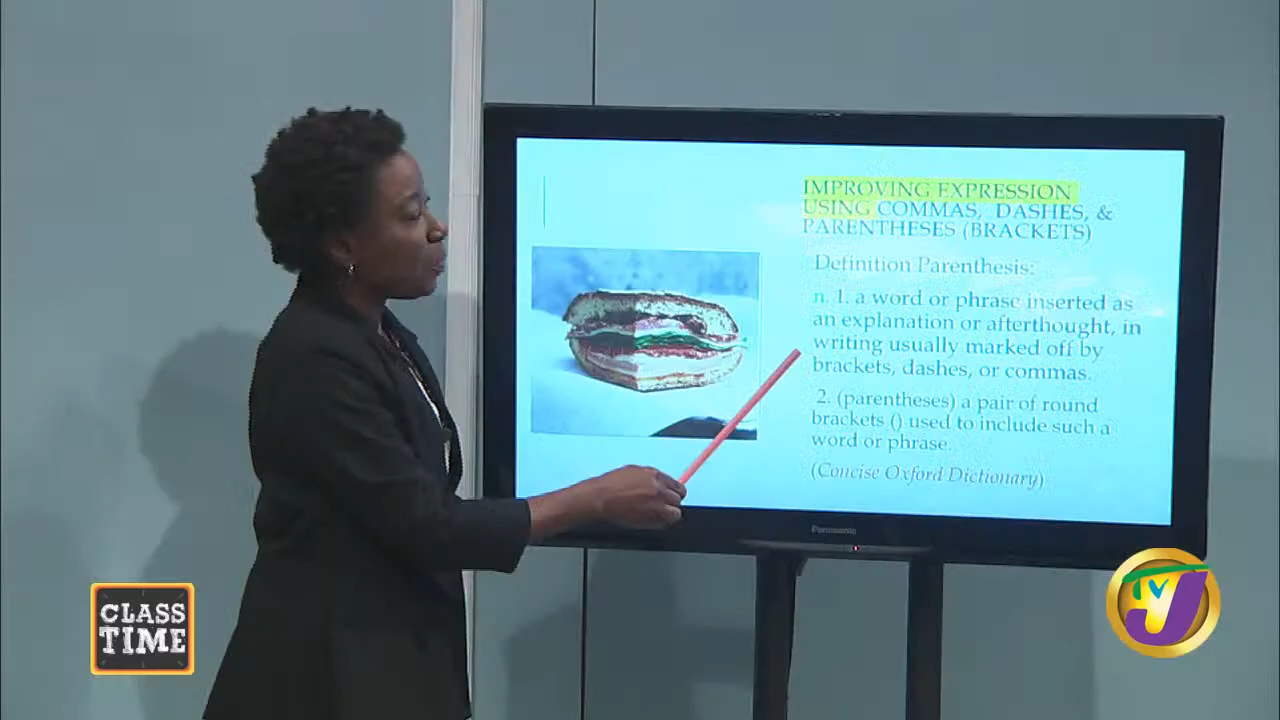 IMPROVING EXPRESSION
USING COMMAS, DASHES, &
PARENTHESES (BRACKETS)
Definition Parenthesis:
n. 1. a word or phrase inserted as
an explanation or afterthought, in
writing usually marked off by
brackets, dashes, or commas.
2. (parentheses) a pair of round
brackets () used to include such a
word or phrase.
(Concise Oxford Dictionary)
Panasonic
CLASS
TIME
TVJ